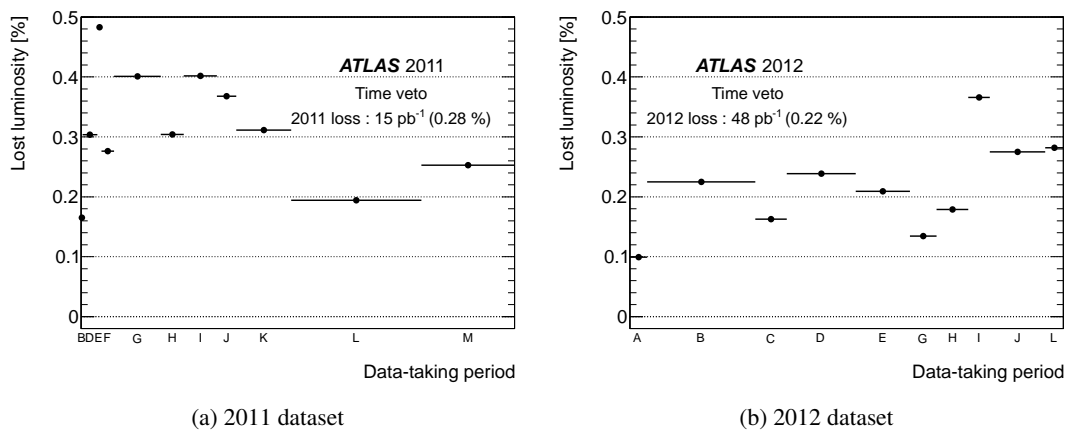 Lost luminosity [%]
0.5
0.4
0.3
0.2
0.1
0
ATLAS 2011
Time veto
2011 loss : 15 pb-1 (0.28 %)
B D E F G H I J K L M
Data-taking period
(a) 2011 dataset
Lost luminosity [%]
0.5
0.4
0.3
0.2
0.1
0
ATLAS 2012
Time veto
2012 loss : 48 pb-1 (0.22 %)
A B C D E G H I J L
Data-taking period
(b) 2012 dataset